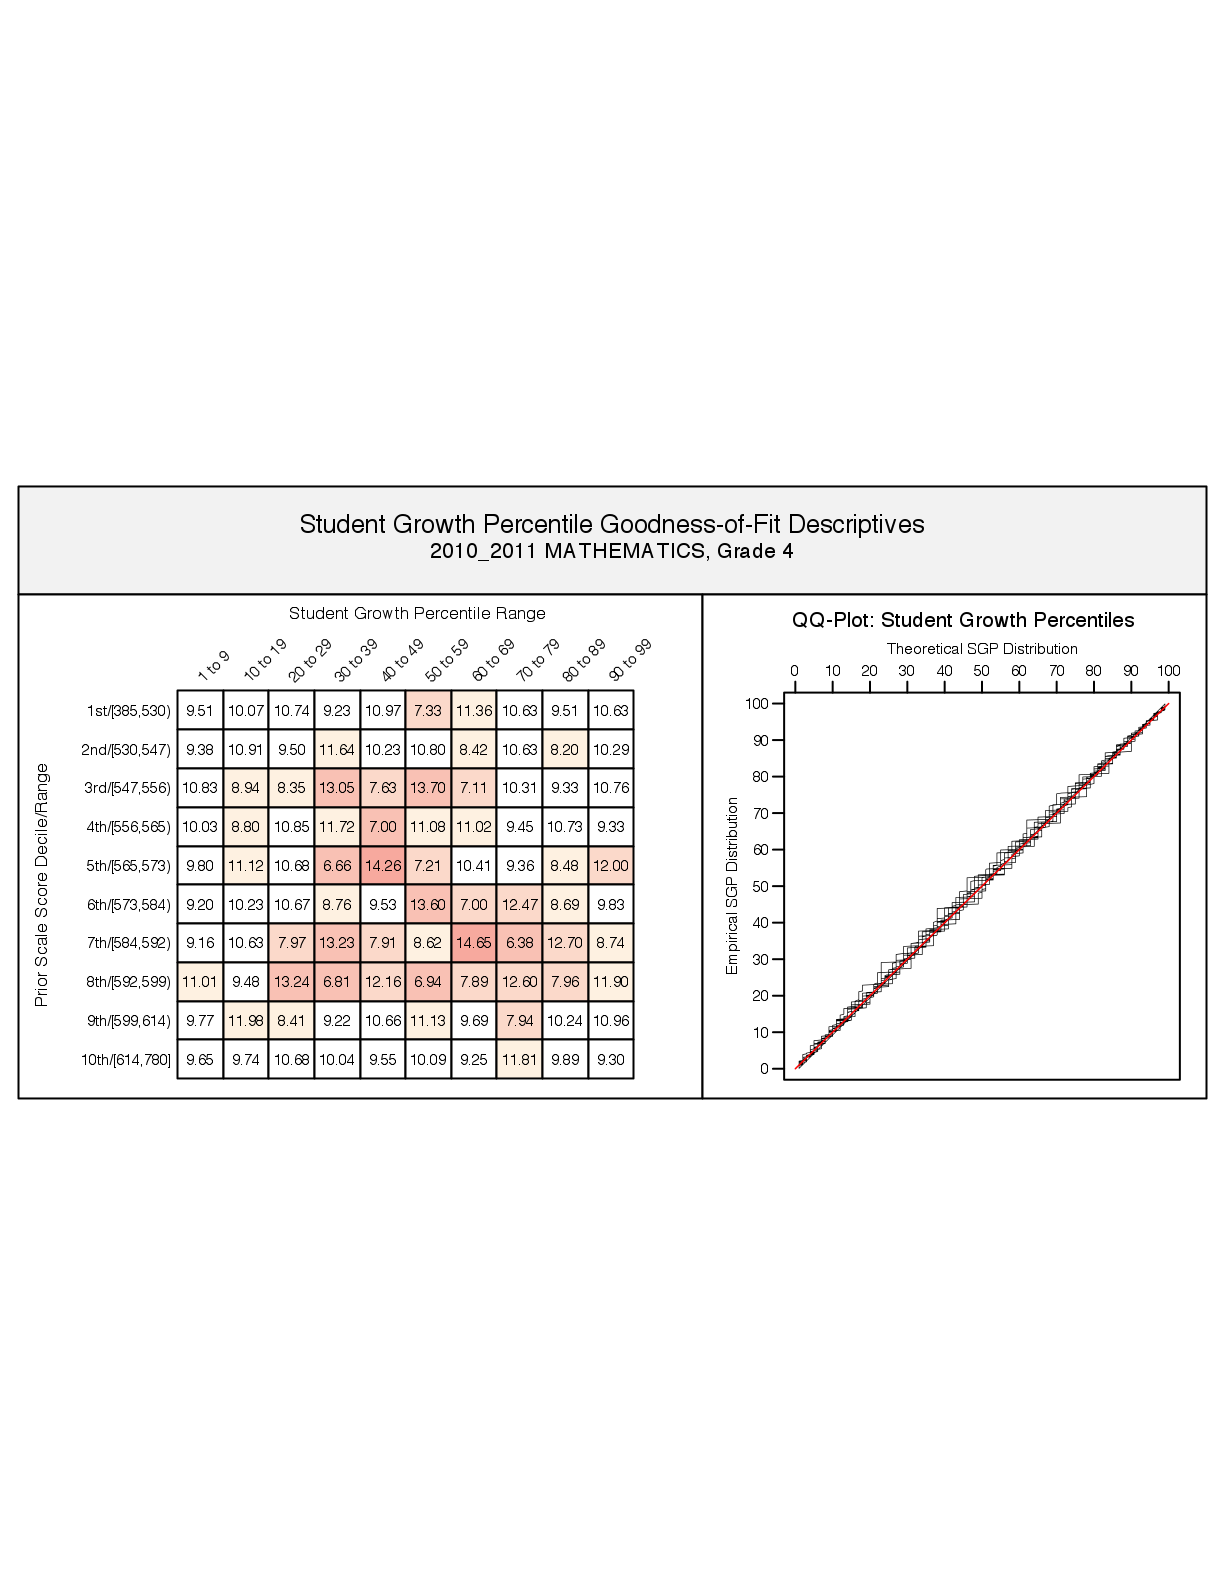 Student Growth Percentile Goodness-of-Fit Descriptives
2010_2011 MATHEMATICS, Grade 4
Student Growth Percentile Range
1 to 9 10 to 19 20 to 29 30 to 39 40 to 49 50 to 59 60 to 69 70 to 79 80 to 89 90 to 99
Prior Scale Score Decile/Range
1st/[385,530) 9.51 10.07 10.74 9.23 10.97 7.33 11.36 10.63 9.51 10.63
2nd/[530,547) 9.38 10.91 9.50 11.64 10.23 10.80 8.42 10.63 8.20 10.29
3rd/[547,556) 10.83 8.94 8.35 13.05 7.63 13.70 7.11 10.31 9.33 10.76
4th/[556,565) 10.03 8.80 10.85 11.72 7.00 11.08 11.02 9.45 10.73 9.33
5th/[565,573) 9.80 11.12 10.68 6.66 14.26 7.21 10.41 9.36 8.48 12.00
6th/[573,584) 9.20 10.23 10.67 8.76 9.53 13.60 7.00 12.47 8.69 9.83
7th/[584,592) 9.16 10.63 7.97 13.23 7.91 8.62 14.65 6.38 12.70 8.74
8th/[592,599) 11.01 9.48 13.24 6.81 12.16 6.94 7.89 12.60 7.96 11.90
9th/[599,614) 9.77 11.98 8.41 9.22 10.66 11.13 9.69 7.94 10.24 10.96
10th/[614,780] 9.65 9.74 10.68 10.04 9.55 10.09 9.25 11.81 9.89 9.30
QQ-Plot: Student Growth Percentiles
Theoretical SGP Distribution
0 10 20 30 40 50 60 70 80 90 100
Empirical SGP Distribution
100
90
80
70
60
50
40
30
20
10
0